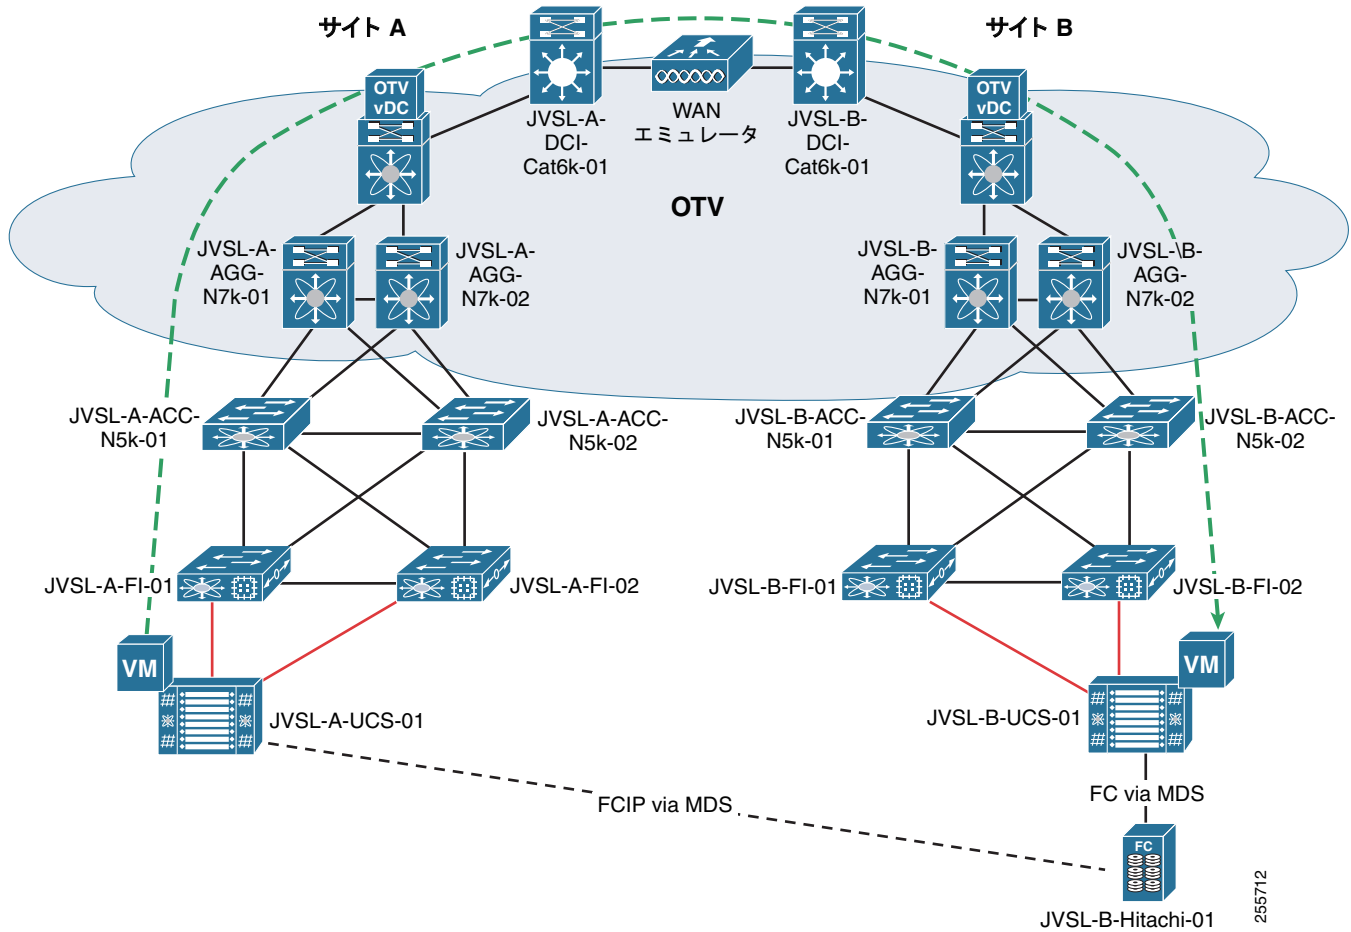 サイト A
サイト B
OTV
vDC
OTV
vDC
JVSL-A-
DCI-
Cat6k-01
WAN
エミュレータ
JVSL-B-
DCI-
Cat6k-01
OTV
JVSL-A-
AGG-
N7k-01
JVSL-A-
AGG-
N7k-02
JVSL-B-
AGG-
N7k-01
JVSL-\B-
AGG-
N7k-02
JVSL-A-ACC-
N5k-01
JVSL-A-ACC-
N5k-02
JVSL-B-ACC-
N5k-01
JVSL-B-ACC-
N5k-02
JVSL-A-FI-01
JVSL-A-FI-02
JVSL-B-FI-01
JVSL-B-FI-02
VM
VM
JVSL-A-UCS-01
JVSL-B-UCS-01
FCIP via MDS
FC via MDS
FC
JVSL-B-Hitachi-01
255712